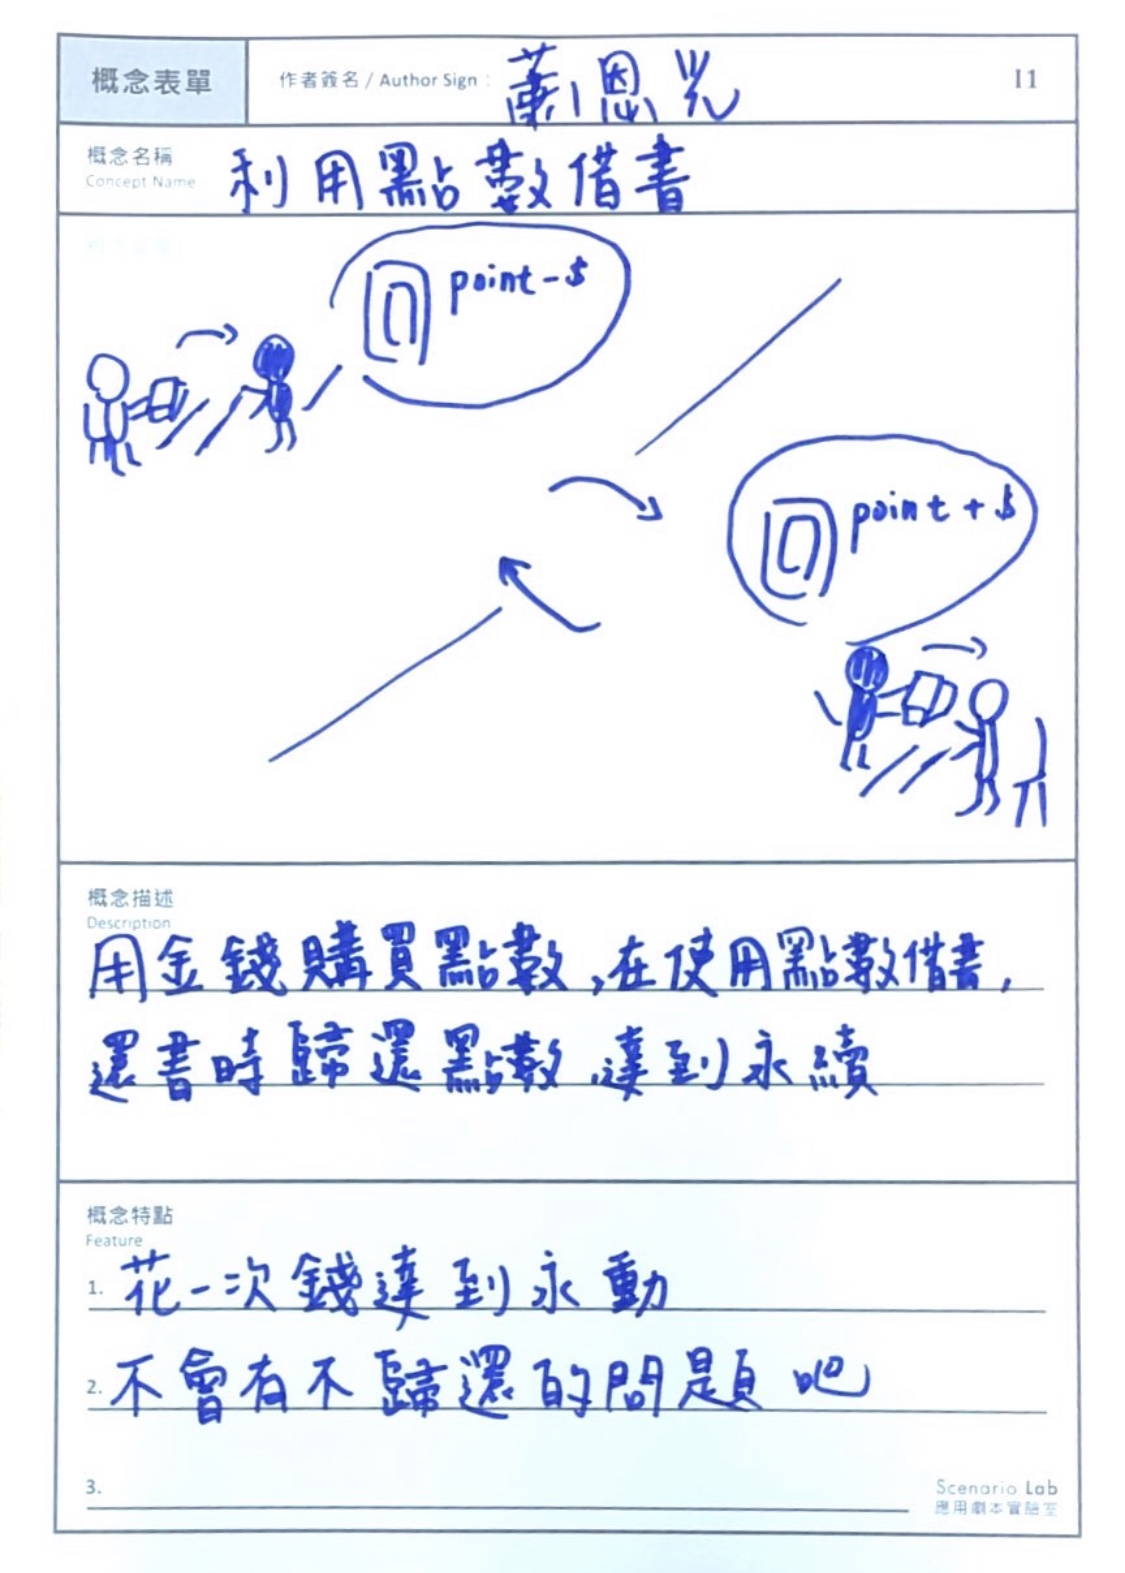 概念表單
作者簽名 / Author Sign : 蕭恩光
I1
概念名稱
Concept Name
利用點數借書
point-$
point+$
概念描述
Description
用金錢購買點數,在使用點數借書,
還書時歸還點數,達到永續
概念特點
Feature
1. 花一次錢達到永動
2. 不會有不歸還的問題吧
3.
Scenario Lab
應用劇本實驗室